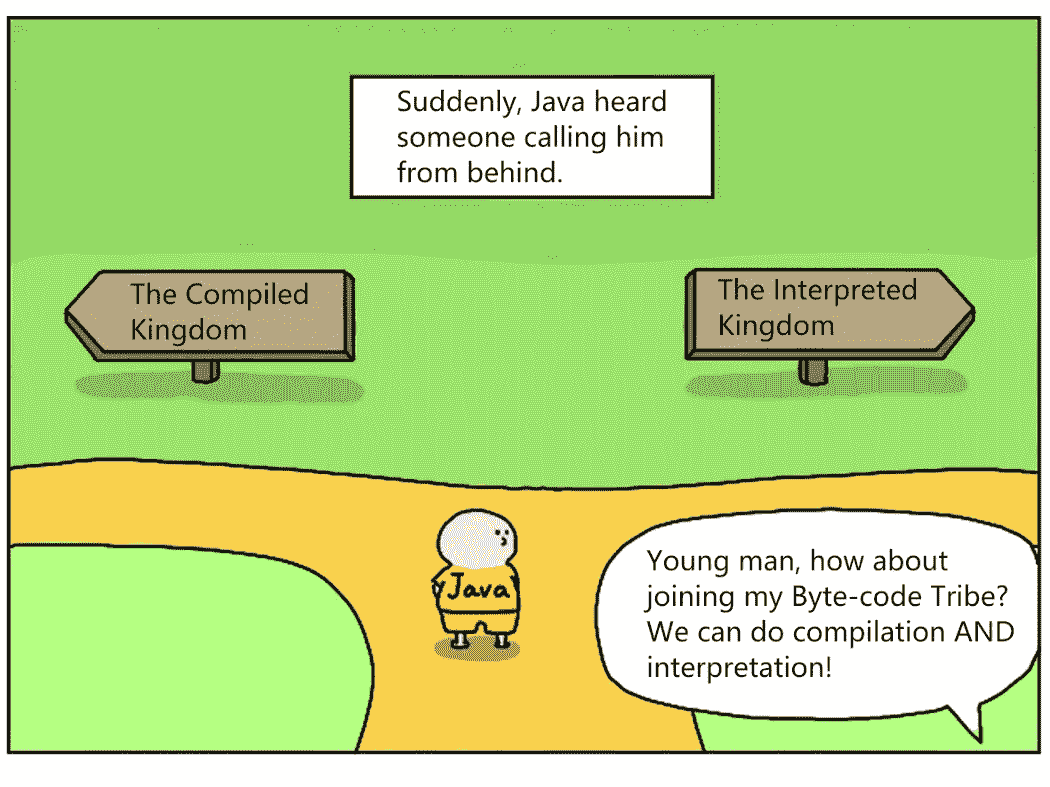 Suddenly, Java heard
someone calling him
from behind.
The Compiled
Kingdom
The Interpreted
Kingdom
Java
Young man, how about
joining my Byte-code Tribe?
We can do compilation AND
interpretation!